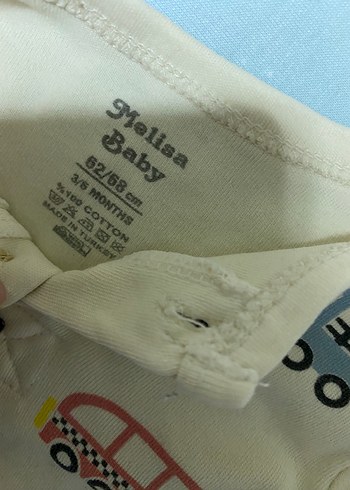 Melisa
Baby
62/68 cm
3/6 MONTHS
%100 COTTON
MADE IN TURKEY